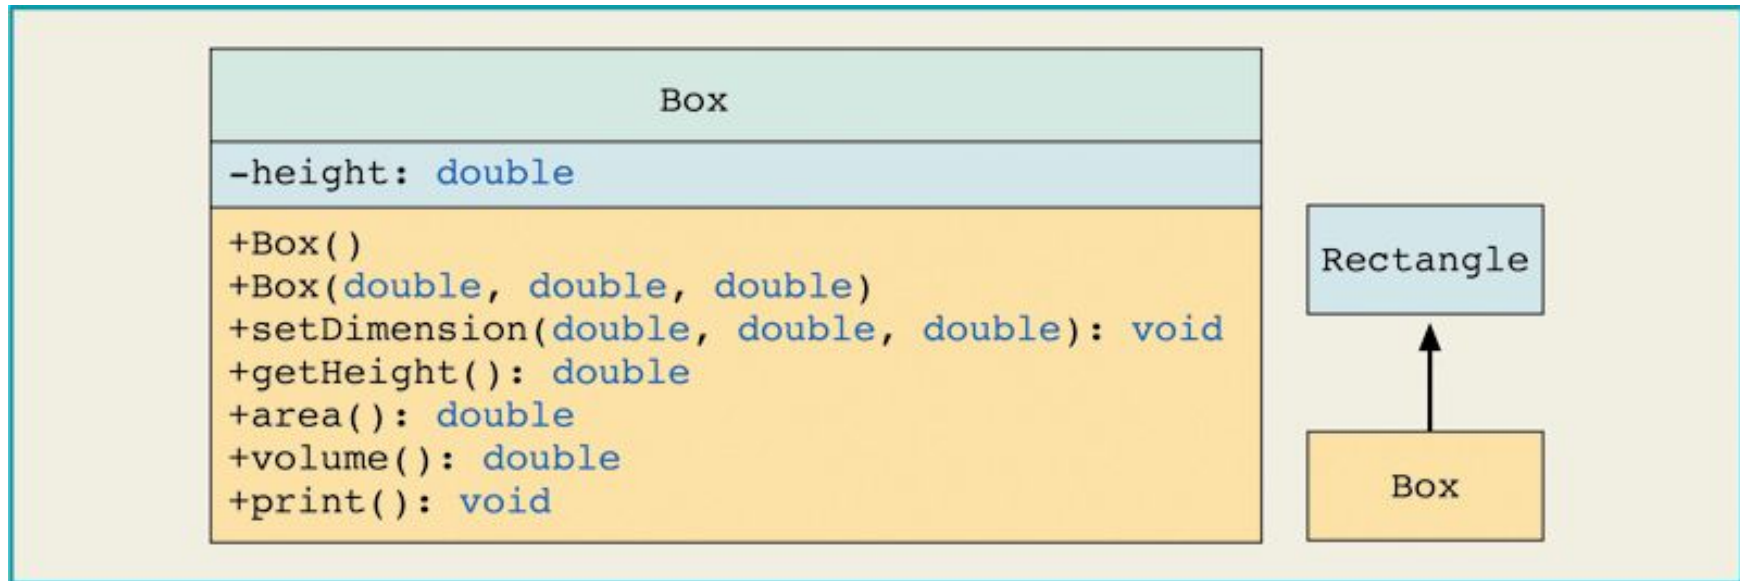 Box
-height: double
+Box()
+Box(double, double, double)
+setDimension(double, double, double): void
+getHeight(): double
+area(): double
+volume(): double
+print(): void
Rectangle
Box